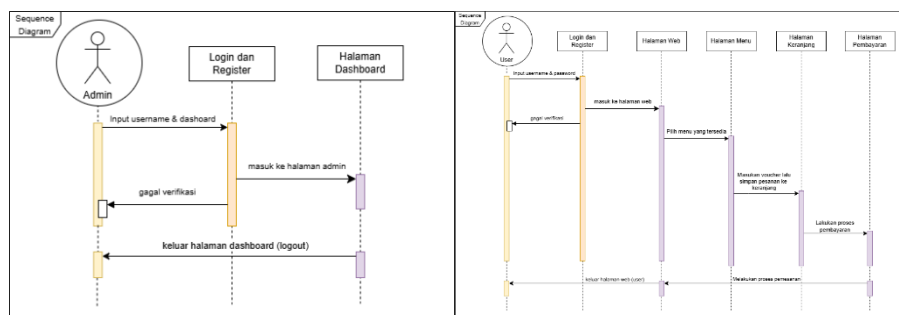 Sequence
Diagram
Admin
Login dan
Register
Halaman
Dashboard
Input username & dashoard
masuk ke halaman admin
gagal verifikasi
keluar halaman dashboard (logout)
Sequence
Diagram
User
Login dan
Register
Halaman Web
Halaman Menu
Halaman
Keranjang
Halaman
Pembayaran
Input username & password
masuk ke halaman web
gagal verifikasi
Pilih menu yang tersedia
Masukan voucher lalu
simpan pesanan ke
keranjang
Lakukan proses
pembayaran
keluar halaman web (user)
Melakukan proses pemesanan